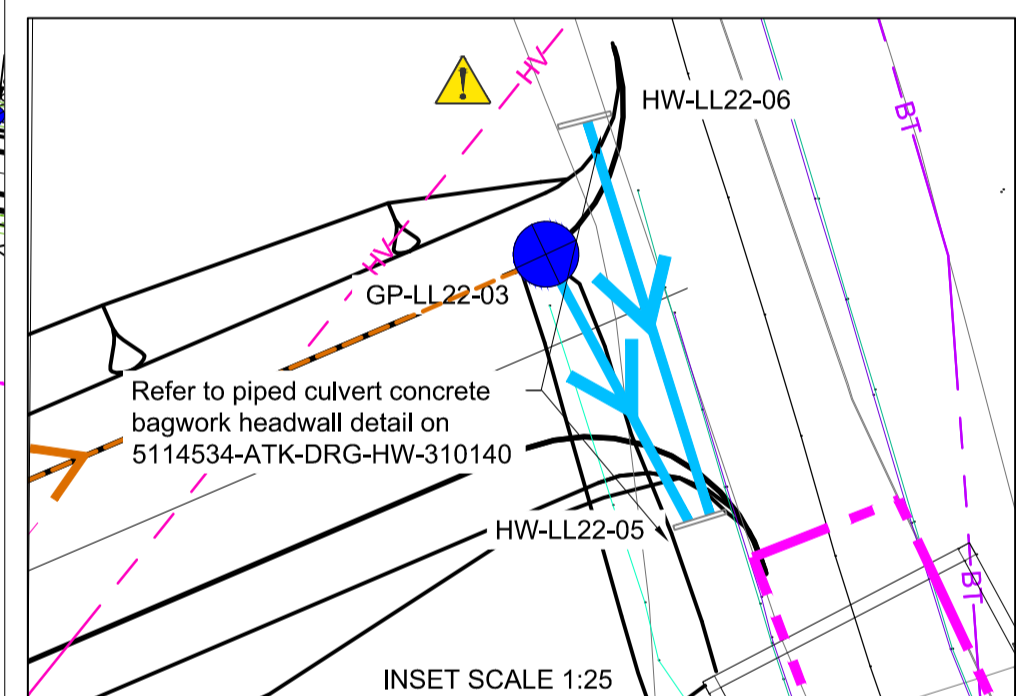 HV
HW-LL22-06
BT
HV
GP-LL22-03
Refer to piped culvert concrete
bagwork headwall detail on
5114534-ATK-DRG-HW-310140
HW-LL22-05
BT
INSET SCALE 1:25